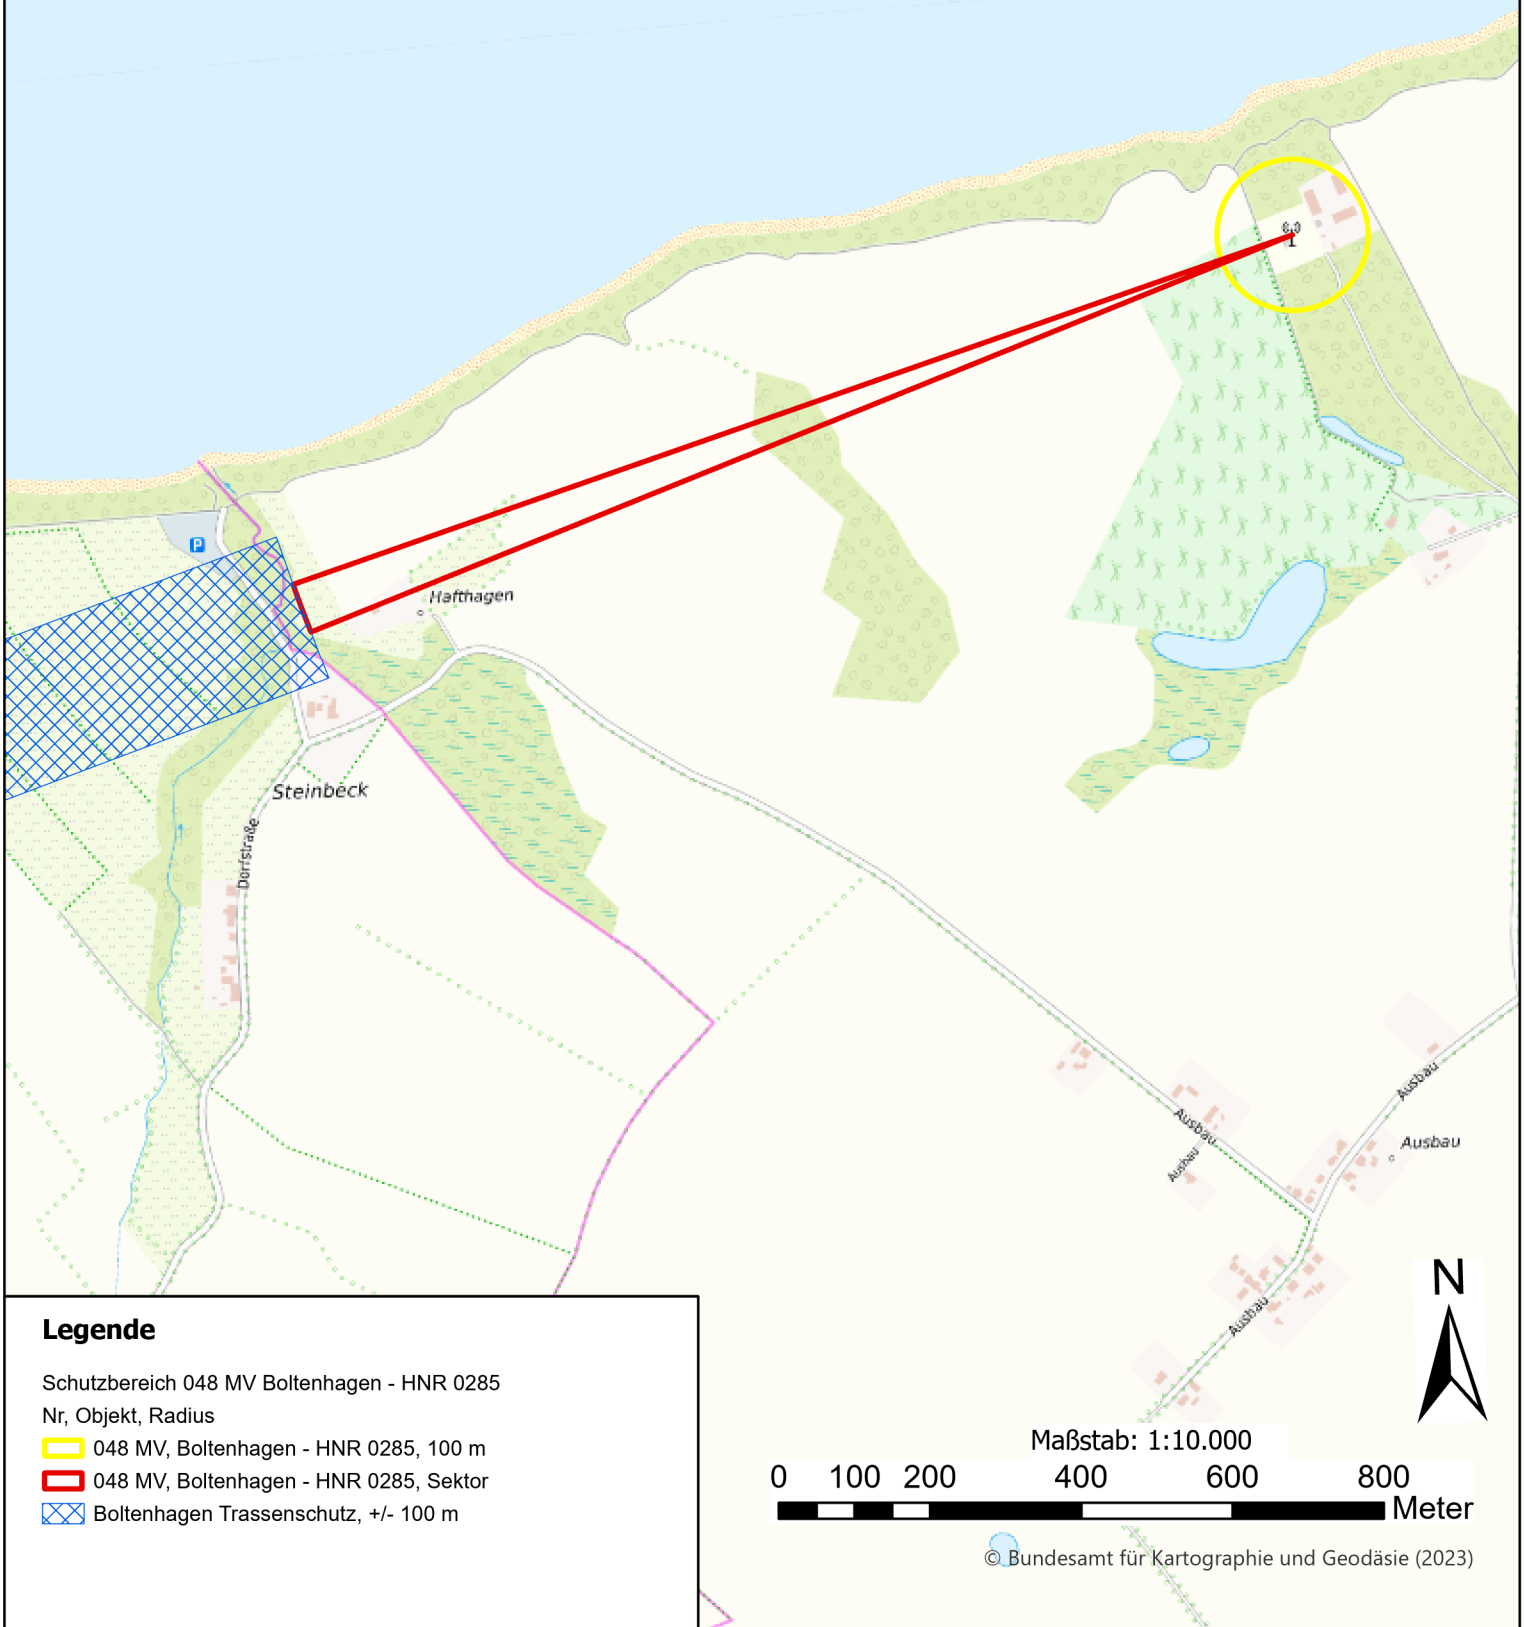 P
Hafthagen
Steinbeck
Dorfstraße
Ausbau
Ausbau
Ausbau
Ausbau
Ausbau
N
Legende
Schutzbereich 048 MV Boltenhagen - HNR 0285
Nr, Objekt, Radius
048 MV, Boltenhagen - HNR 0285, 100 m
048 MV, Boltenhagen - HNR 0285, Sektor
Boltenhagen Trassenschutz, +/- 100 m
Maßstab: 1:10.000
0 100 200 400 600 800
Meter
© Bundesamt für Kartographie und Geodäsie (2023)